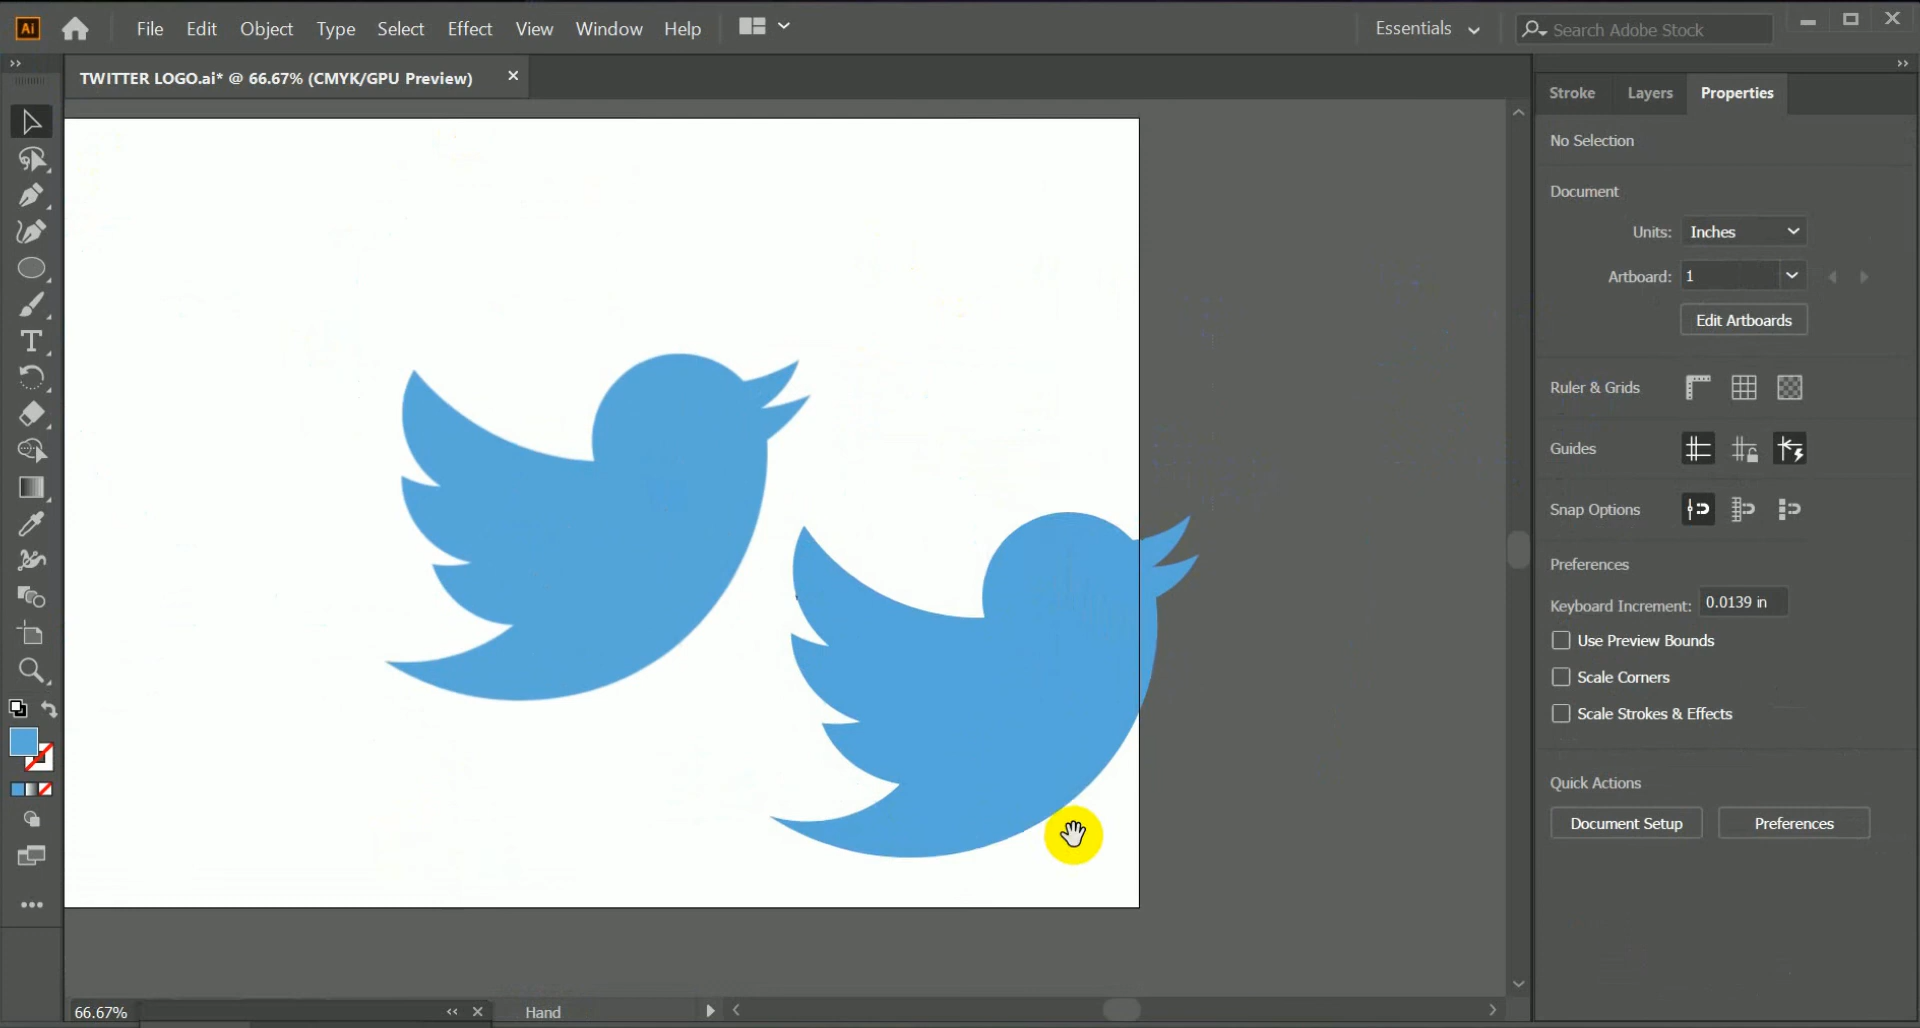 Ai File Edit Object Type Select Effect View Window Help Essentials Search Adobe Stock
TWITTER LOGO.ai* @ 66.67% (CMYK/GPU Preview)
Stroke Layers Properties
No Selection
Document
Units: Inches
Artboard: 1
Edit Artboards
Ruler & Grids
Guides
Snap Options
Preferences
Keyboard Increment: 0.0139 in
Use Preview Bounds
Scale Corners
Scale Strokes & Effects
Quick Actions
Document Setup Preferences
66.67% Hand